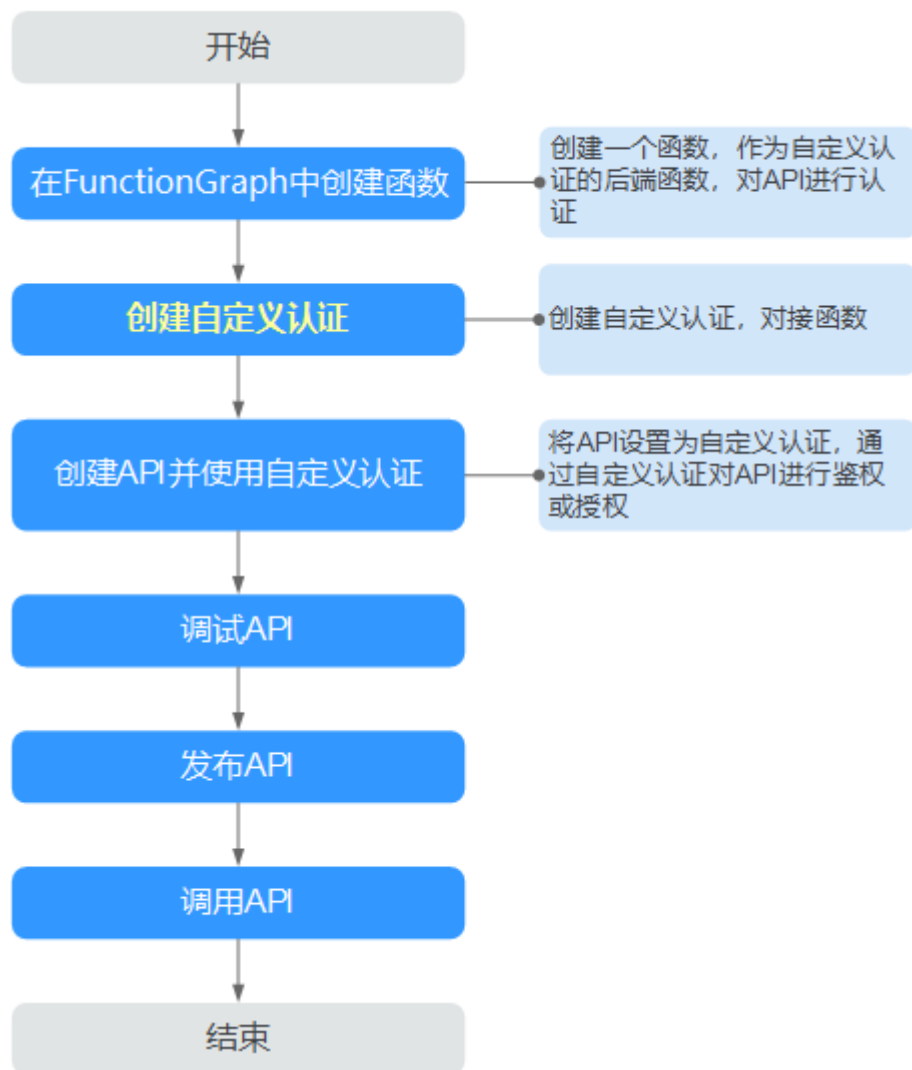 开始
在FunctionGraph中创建函数
创建一个函数，作为自定义认
证的后端函数，对API进行认
证
创建自定义认证
创建自定义认证，对接函数
创建API并使用自定义认证
将API设置为自定义认证，通
过自定义认证对API进行鉴权
或授权
调试API
发布API
调用API
结束